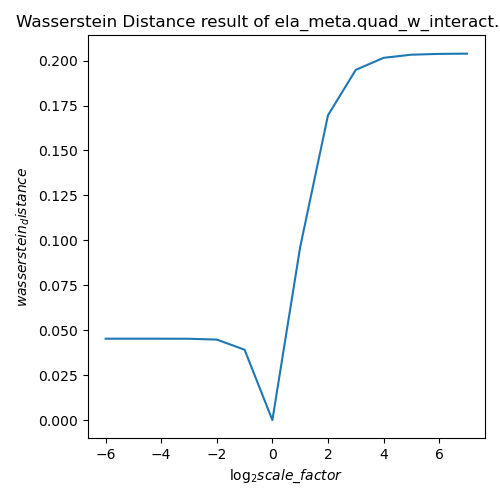 Wasserstein Distance result of ela_meta.quad_w_interact.
0.200
0.175
0.150
0.125
0.100
0.075
0.050
0.025
0.000
wasserstein_distance
−6 −4 −2 0 2 4 6
log₂scale_factor